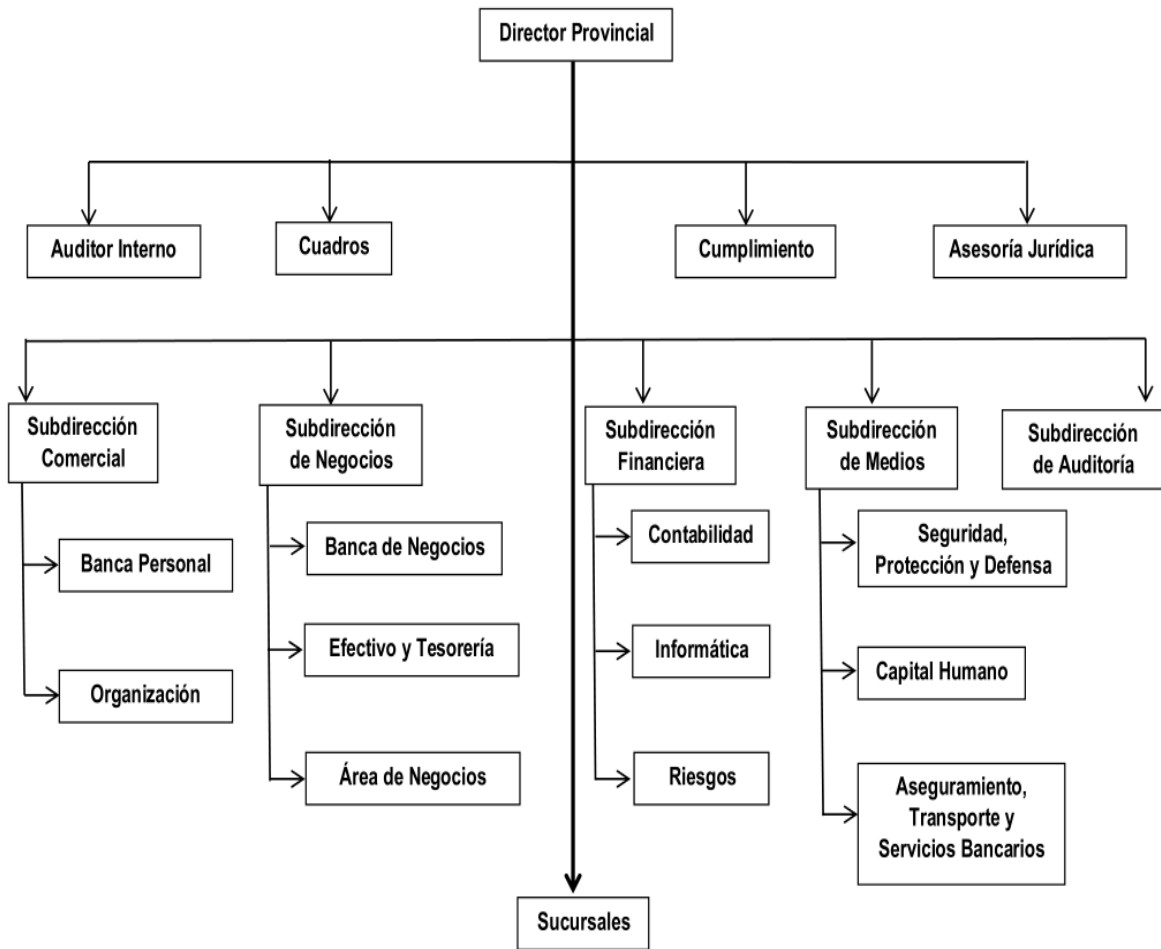 Director Provincial
Auditor Interno
Cuadros
Cumplimiento
Asesoría Jurídica
Subdirección
Comercial
Subdirección
de Negocios
Subdirección
Financiera
Subdirección
de Medios
Subdirección
de Auditoría
Banca Personal
Organización
Banca de Negocios
Efectivo y Tesorería
Área de Negocios
Contabilidad
Informática
Riesgos
Seguridad,
Protección y Defensa
Capital Humano
Aseguramiento,
Transporte y
Servicios Bancarios
Sucursales